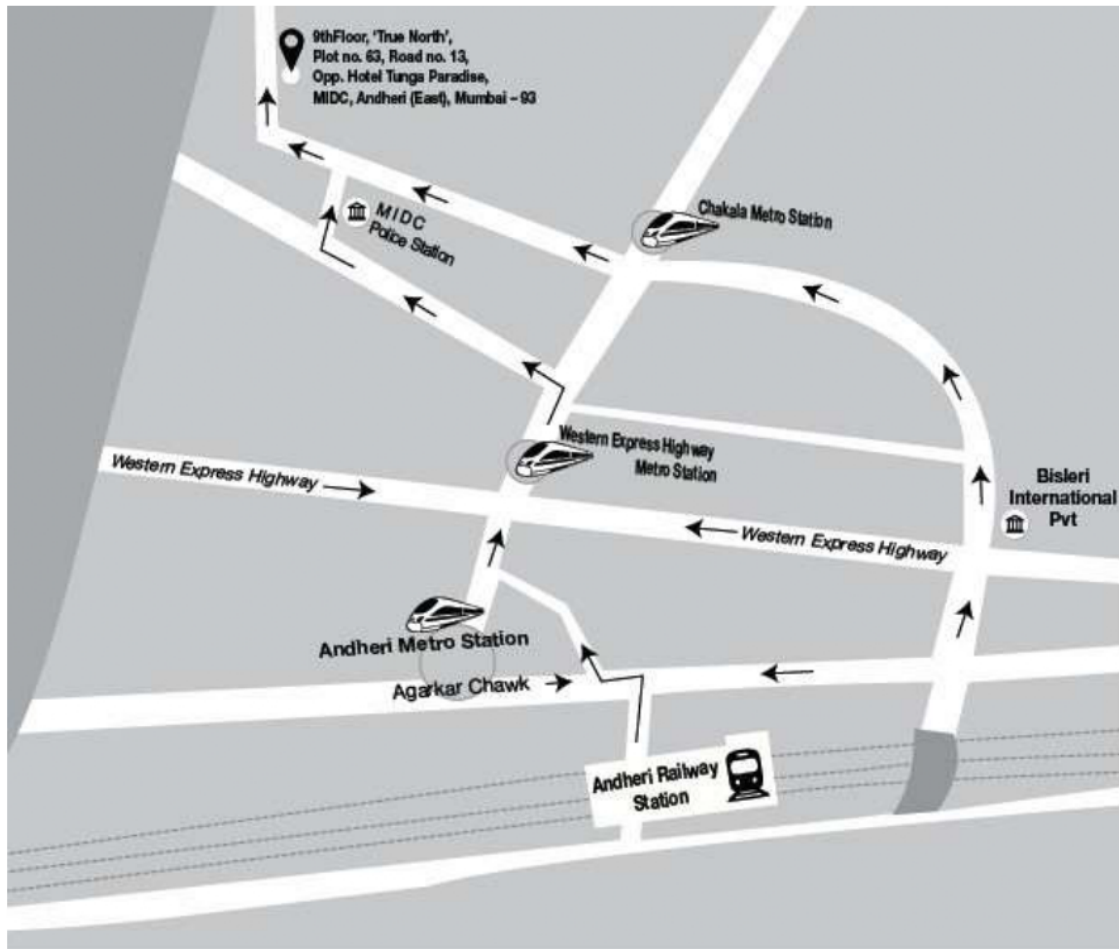 9thFloor, ‘True North’,
Plot no. 63, Road no. 13,
Opp. Hotel Tunga Paradise,
MIDC, Andheri (East), Mumbai – 93
Chakala Metro Station
MIDC
Police Station
Western Express Highway
Metro Station
Western Express Highway
Bisleri
International
Pvt
Western Express Highway
Andheri Metro Station
Agarkar Chawk
Andheri Railway
Station